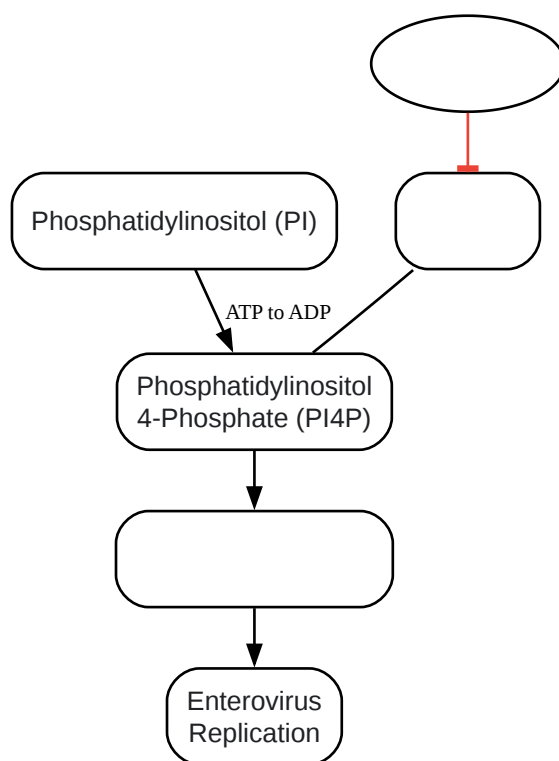 Phosphatidylinositol (PI)
ATP to ADP
Phosphatidylinositol
4-Phosphate (PI4P)
Enterovirus
Replication